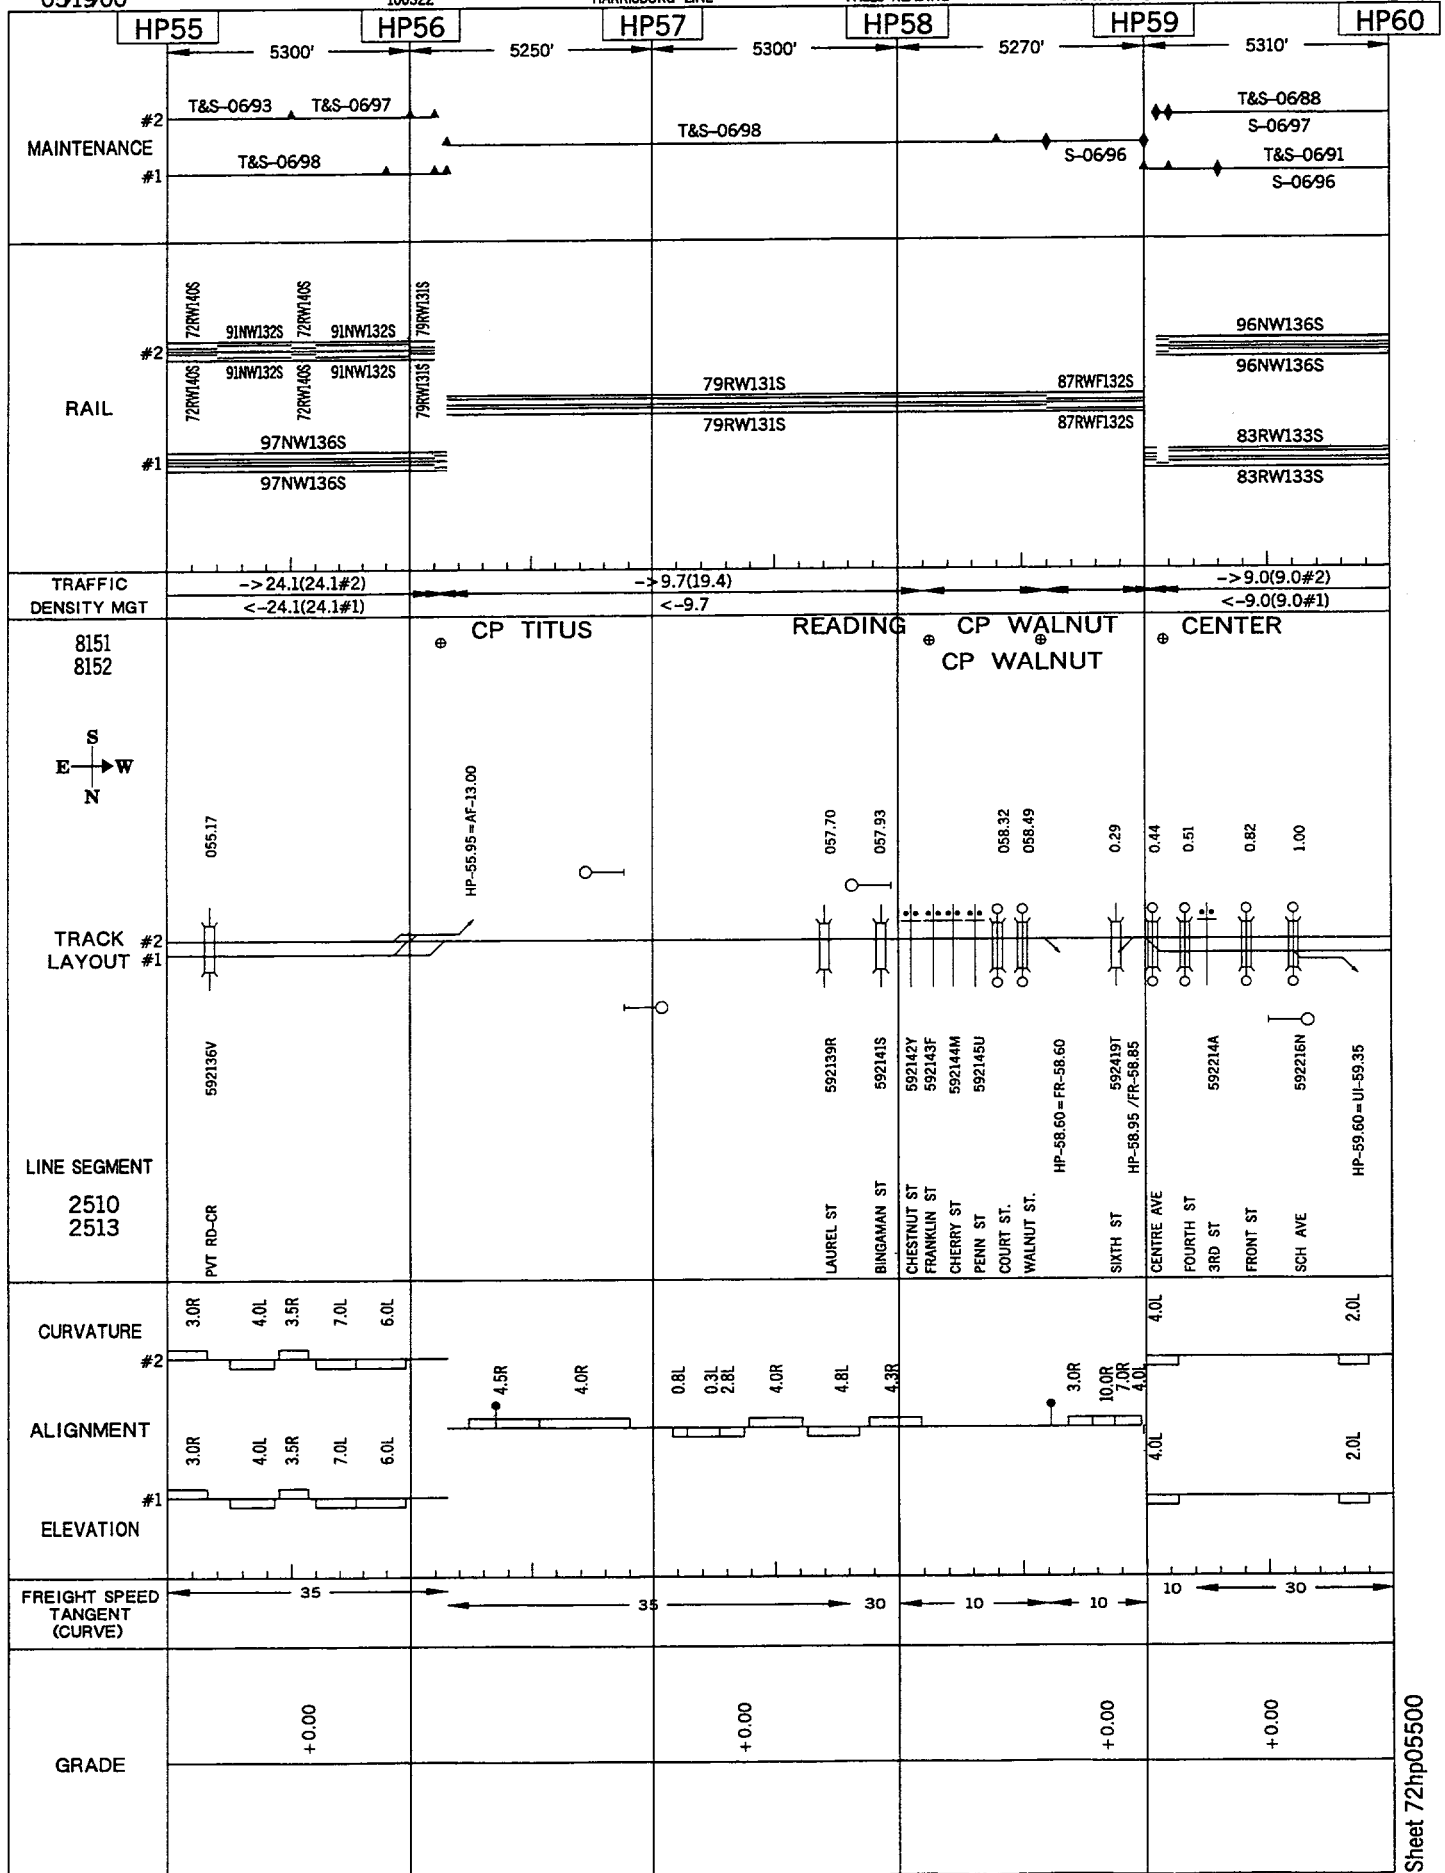 HP55 HP56 HP57 HP58 HP59 HP60
5300' 5250' 5300' 5270' 5310'
MAINTENANCE
#2 T&S-06/93 T&S-06/97 T&S-06/88
S-06/97
T&S-06/98 S-06/96
#1 T&S-06/98 T&S-06/91
S-06/96
RAIL
72RW140S 91NW132S 72RW140S 91NW132S 79RW131S 96NW136S
#2
72RW140S 91NW132S 72RW140S 91NW132S 79RW131S 96NW136S
79RW131S 87RWF132S
79RW131S 87RWF132S
97NW136S 83RW133S
#1
97NW136S 83RW133S
TRAFFIC ->24.1(24.1#2) ->9.7(19.4) ->9.0(9.0#2)
DENSITY MGT <-24.1(24.1#1) <-9.7 <-9.0(9.0#1)
8151
8152
CP TITUS READING CP WALNUT CENTER
CP WALNUT
S
E W
N
055.17 HP-55.95=AF-13.00 057.70 057.93 058.32 058.49 0.29 0.44 0.51 0.82 1.00
TRACK #2
LAYOUT #1
592136V 592139R 592141S 592142Y 592143F 592144M 592145U HP-58.60=FR-58.60 592419T HP-58.95 /FR-58.85 592214A 592216N HP-59.60=UI-59.35
LINE SEGMENT
2510
2513
PVT RD-CR LAUREL ST BINGAMAN ST CHESTNUT ST FRANKLIN ST CHERRY ST PENN ST COURT ST. WALNUT ST. SIXTH ST CENTRE AVE FOURTH ST 3RD ST FRONT ST SCH AVE
CURVATURE
3.0R 4.0L 3.5R 7.0L 6.0L 4.0L 2.0L
#2
4.5R 4.0R 0.8L 0.3L 2.8L 4.0R 4.8L 4.3R 3.0R 10.0R 7.0R 4.0L
ALIGNMENT
3.0R 4.0L 3.5R 7.0L 6.0L 4.0L 2.0L
#1
ELEVATION
FREIGHT SPEED
TANGENT
(CURVE)
35 35 30 10 10 10 30
GRADE
+0.00 +0.00 +0.00 +0.00
Sheet 72hp05500